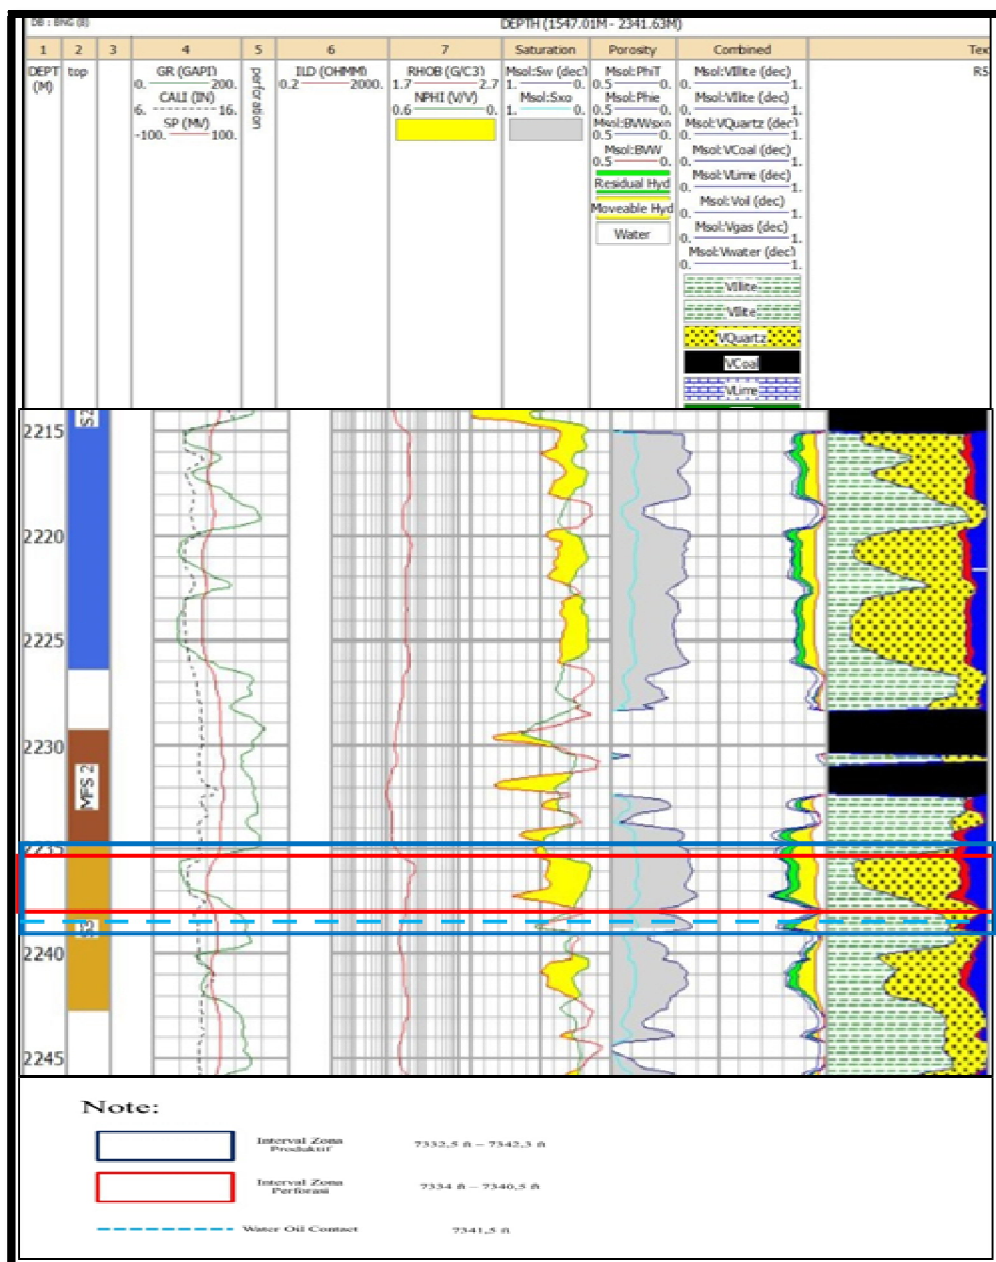 DB : BNG (8)
DEPTH (1547.01M - 2341.63M)
1 2 3 4 5 6 7 Saturation Porosity Combined Tex
DEPT (M)
top
GR (GAPI)
0. 200.
CALI (IN)
6. 16.
SP (MV)
-100. 100.
perforation
ILD (OHMM)
0.2 2000.
RHOB (G/C3)
1.7 2.7
NPHI (V/V)
0.6 0.
Msol:Sw (dec)
1. 0.
Msol:Sxo
1. 0.
Msol:PhiT
0.5 0.
Msol:Phie
0.5 0.
Msol:BVWsxo
0.5 0.
Msol:BVW
0.5 0.
Residual Hyd
Moveable Hyd
Water
Msol:VIllite (dec)
0. 1.
Msol:VIlite (dec)
0. 1.
Msol:VQuartz (dec)
0. 1.
Msol:VCoal (dec)
0. 1.
Msol:VLime (dec)
0. 1.
Msol:Voil (dec)
0. 1.
Msol:Vgas (dec)
0. 1.
Msol:Vwater (dec)
0. 1.
VIllite
VIlite
VQuartz
VCoal
VLime
RS
2215
2220
2225
2230
MFS 2
2235
2240
2245
Note:
Interval Zona Produktif 7332,5 ft – 7342,3 ft
Interval Zona Perforasi 7334 ft – 7340,5 ft
Water Oil Contact 7341,5 ft